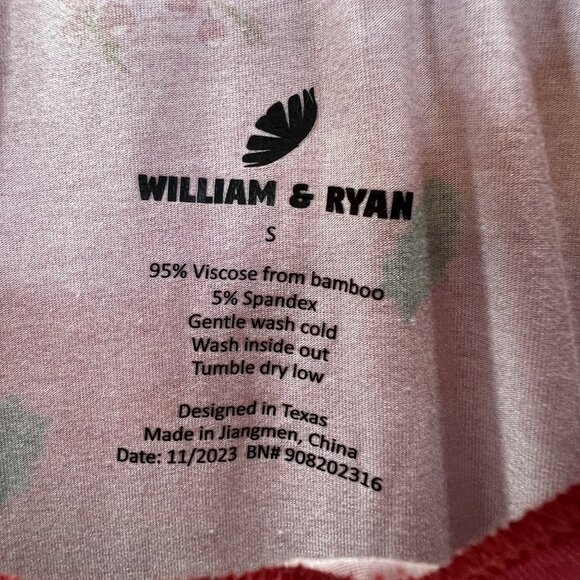 WILLIAM & RYAN
S
95% Viscose from bamboo
5% Spandex
Gentle wash cold
Wash inside out
Tumble dry low
Designed in Texas
Made in Jiangmen, China
Date: 11/2023 BN# 908202316